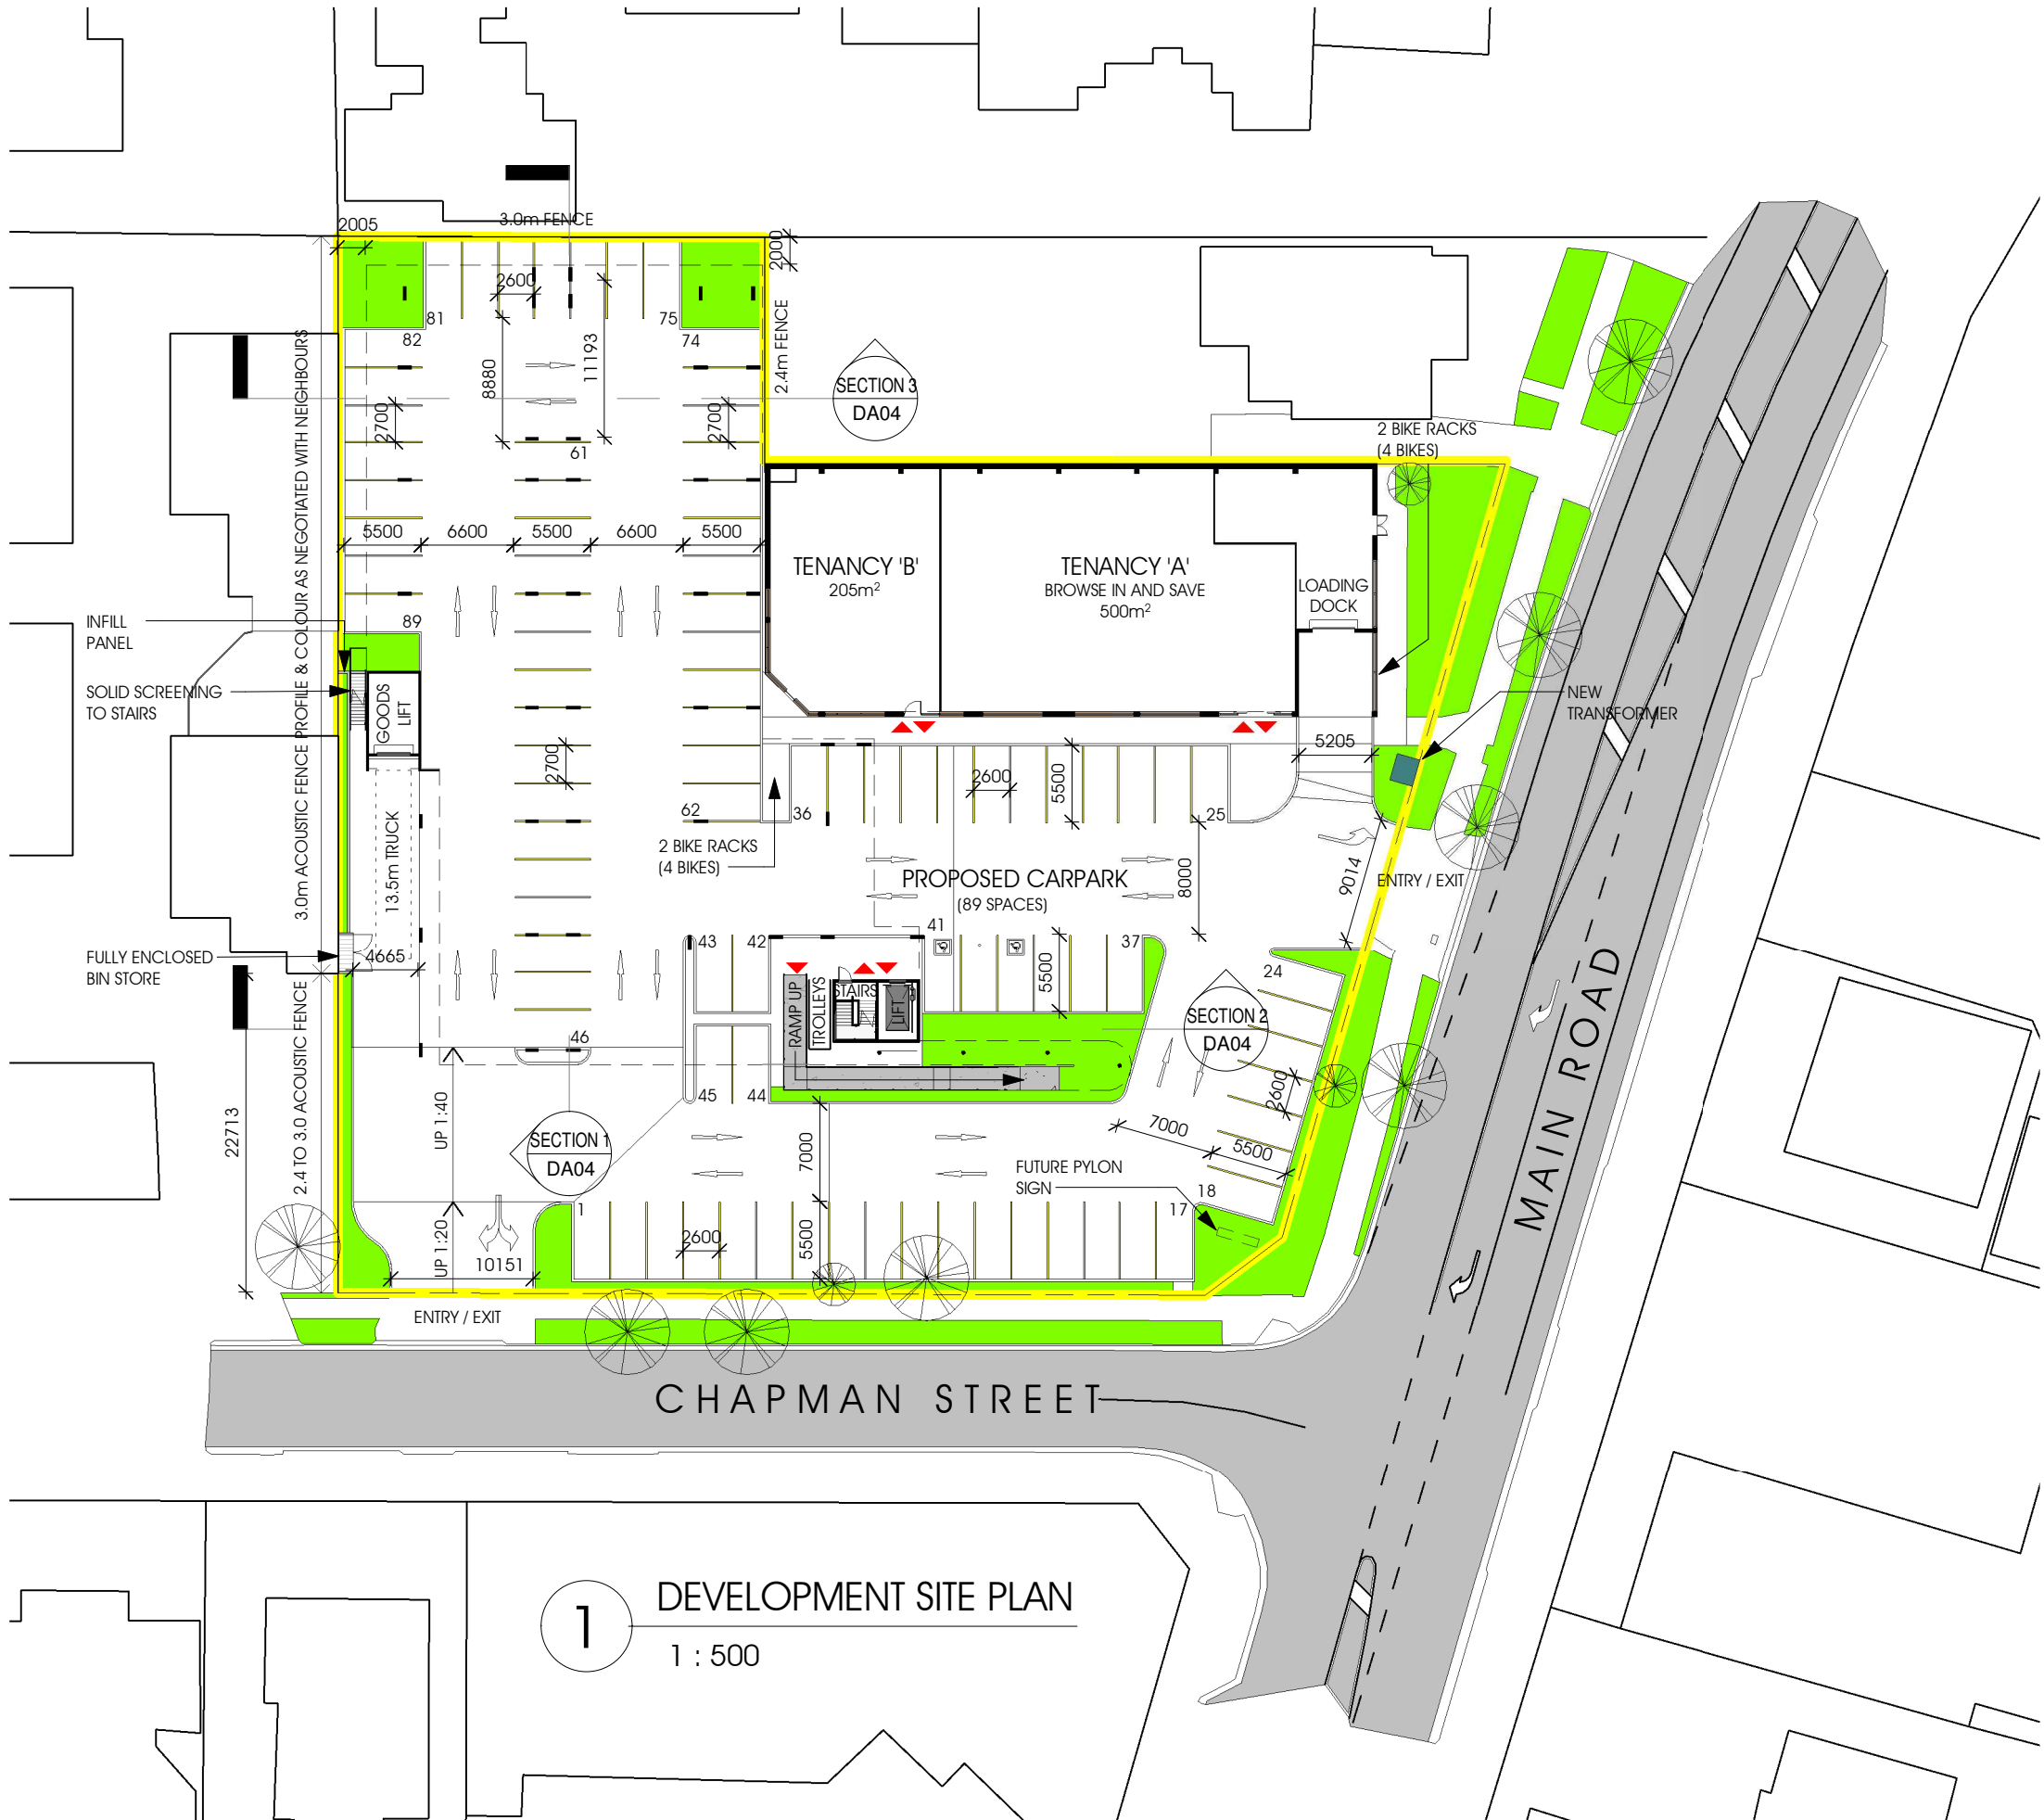 3.0m FENCE
2005
2000
2600
81
75
82
74
8880
11193
2.4m FENCE
SECTION 3
DA04
2700
2700
61
2 BIKE RACKS
(4 BIKES)
3.0m ACOUSTIC FENCE PROFILE & COLOUR AS NEGOTIATED WITH NEIGHBOURS
5500
6600
5500
6600
5500
TENANCY 'B'
205m²
TENANCY 'A'
BROWSE IN AND SAVE
500m²
LOADING
DOCK
INFILL
PANEL
89
SOLID SCREENING
TO STAIRS
GOODS
LIFT
NEW
TRANSFORMER
5205
2700
2600
5500
62
36
25
13.5m TRUCK
2 BIKE RACKS
(4 BIKES)
PROPOSED CARPARK
(89 SPACES)
8000
9014
ENTRY / EXIT
FULLY ENCLOSED
BIN STORE
4665
43
42
41
37
5500
24
RAMP UP
TROLLEYS
STAIRS
LIFT
SECTION 2
DA04
46
45
44
2600
22713
2.4 TO 3.0 ACOUSTIC FENCE
UP 1:40
SECTION 1
DA04
7000
7000
5500
FUTURE PYLON
SIGN
18
17
1
UP 1:20
2600
5500
10151
ENTRY / EXIT
MAIN ROAD
CHAPMAN STREET
1
DEVELOPMENT SITE PLAN
1 : 500